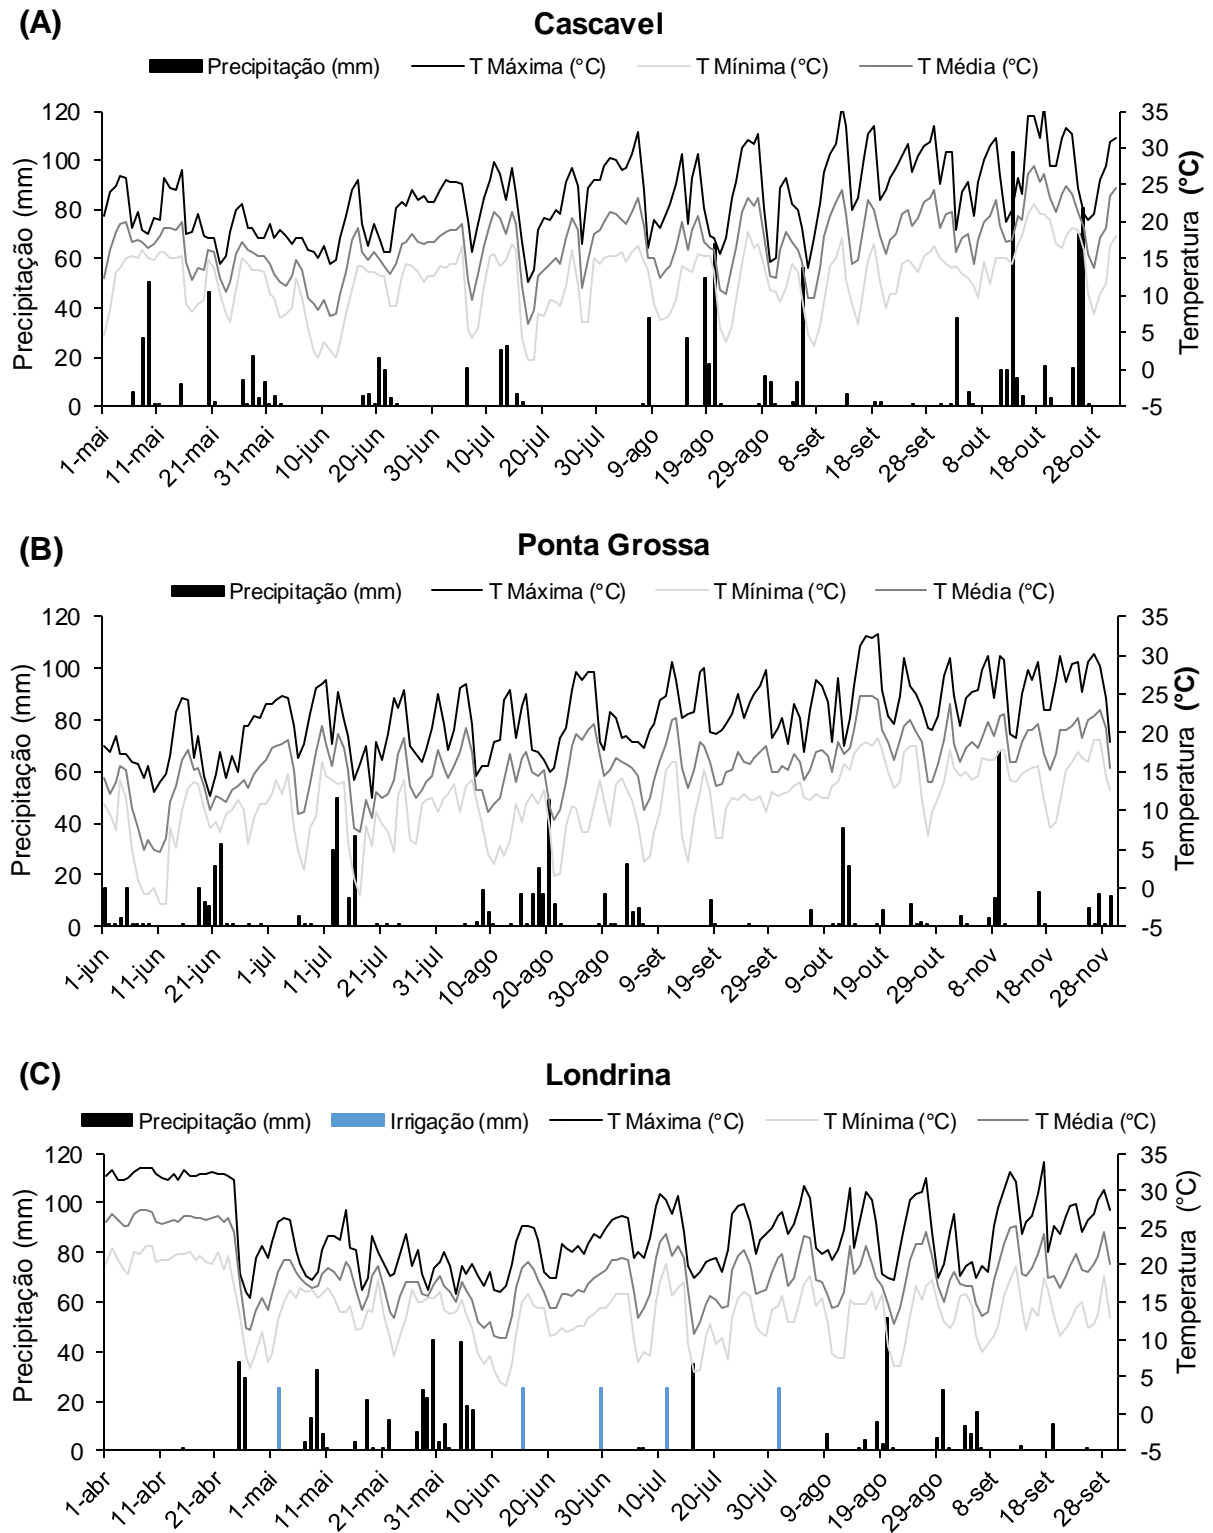 (A)
Cascavel
Precipitação (mm) T Máxima (°C) T Mínima (°C) T Média (°C)
Precipitação (mm)
120
100
80
60
40
20
0
35
30
25
20
15
10
5
0
-5
Temperatura (°C)
1-mai 11-mai 21-mai 31-mai 10-jun 20-jun 30-jun 10-jul 20-jul 30-jul 9-ago 19-ago 29-ago 8-set 18-set 28-set 8-out 18-out 28-out
(B)
Ponta Grossa
Precipitação (mm) T Máxima (°C) T Mínima (°C) T Média (°C)
Precipitação (mm)
120
100
80
60
40
20
0
35
30
25
20
15
10
5
0
-5
Temperatura (°C)
1-jun 11-jun 21-jun 1-jul 11-jul 21-jul 31-jul 10-ago 20-ago 30-ago 9-set 19-set 29-set 9-out 19-out 29-out 8-nov 18-nov 28-nov
(C)
Londrina
Precipitação (mm) Irrigação (mm) T Máxima (°C) T Mínima (°C) T Média (°C)
Precipitação (mm)
120
100
80
60
40
20
0
35
30
25
20
15
10
5
0
-5
Temperatura (°C)
1-abr 11-abr 21-abr 1-mai 11-mai 21-mai 31-mai 10-jun 20-jun 30-jun 10-jul 20-jul 30-jul 9-ago 19-ago 29-ago 8-set 18-set 28-set